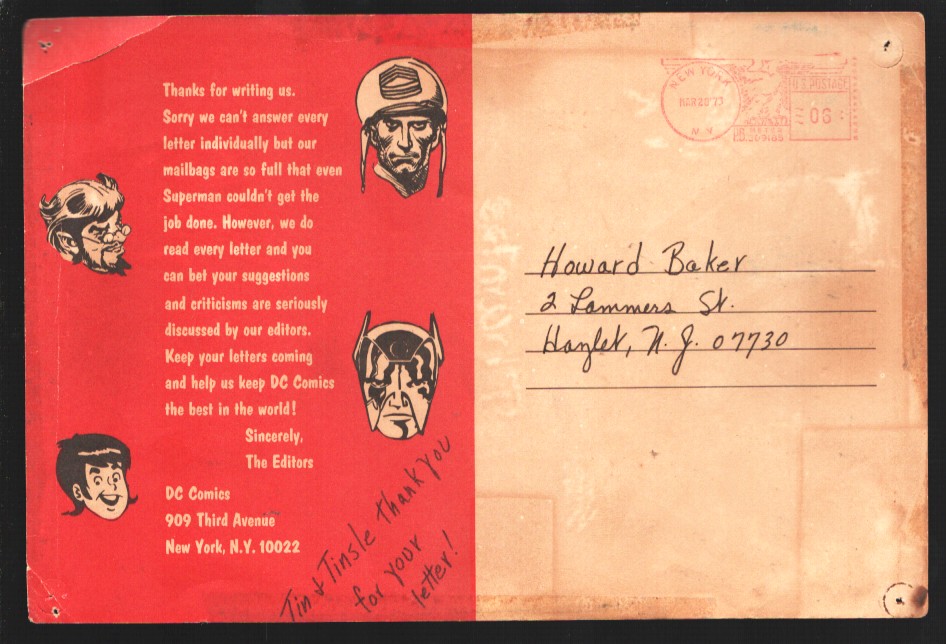 Thanks for writing us.
Sorry we can't answer every
letter individually but our
mailbags are so full that even
Superman couldn't get the
job done. However, we do
read every letter and you
can bet your suggestions
and criticisms are seriously
discussed by our editors.
Keep your letters coming
and help us keep DC Comics
the best in the world!
Sincerely,
The Editors
DC Comics
909 Third Avenue
New York, N.Y. 10022
Tin & Tinsle Thank you
for your
letter!
NEW YORK
MAR 20 '73
N.Y.
U.S. POSTAGE
06
Howard Baker
2 Lammers St.
Hazlet, N.J. 07730